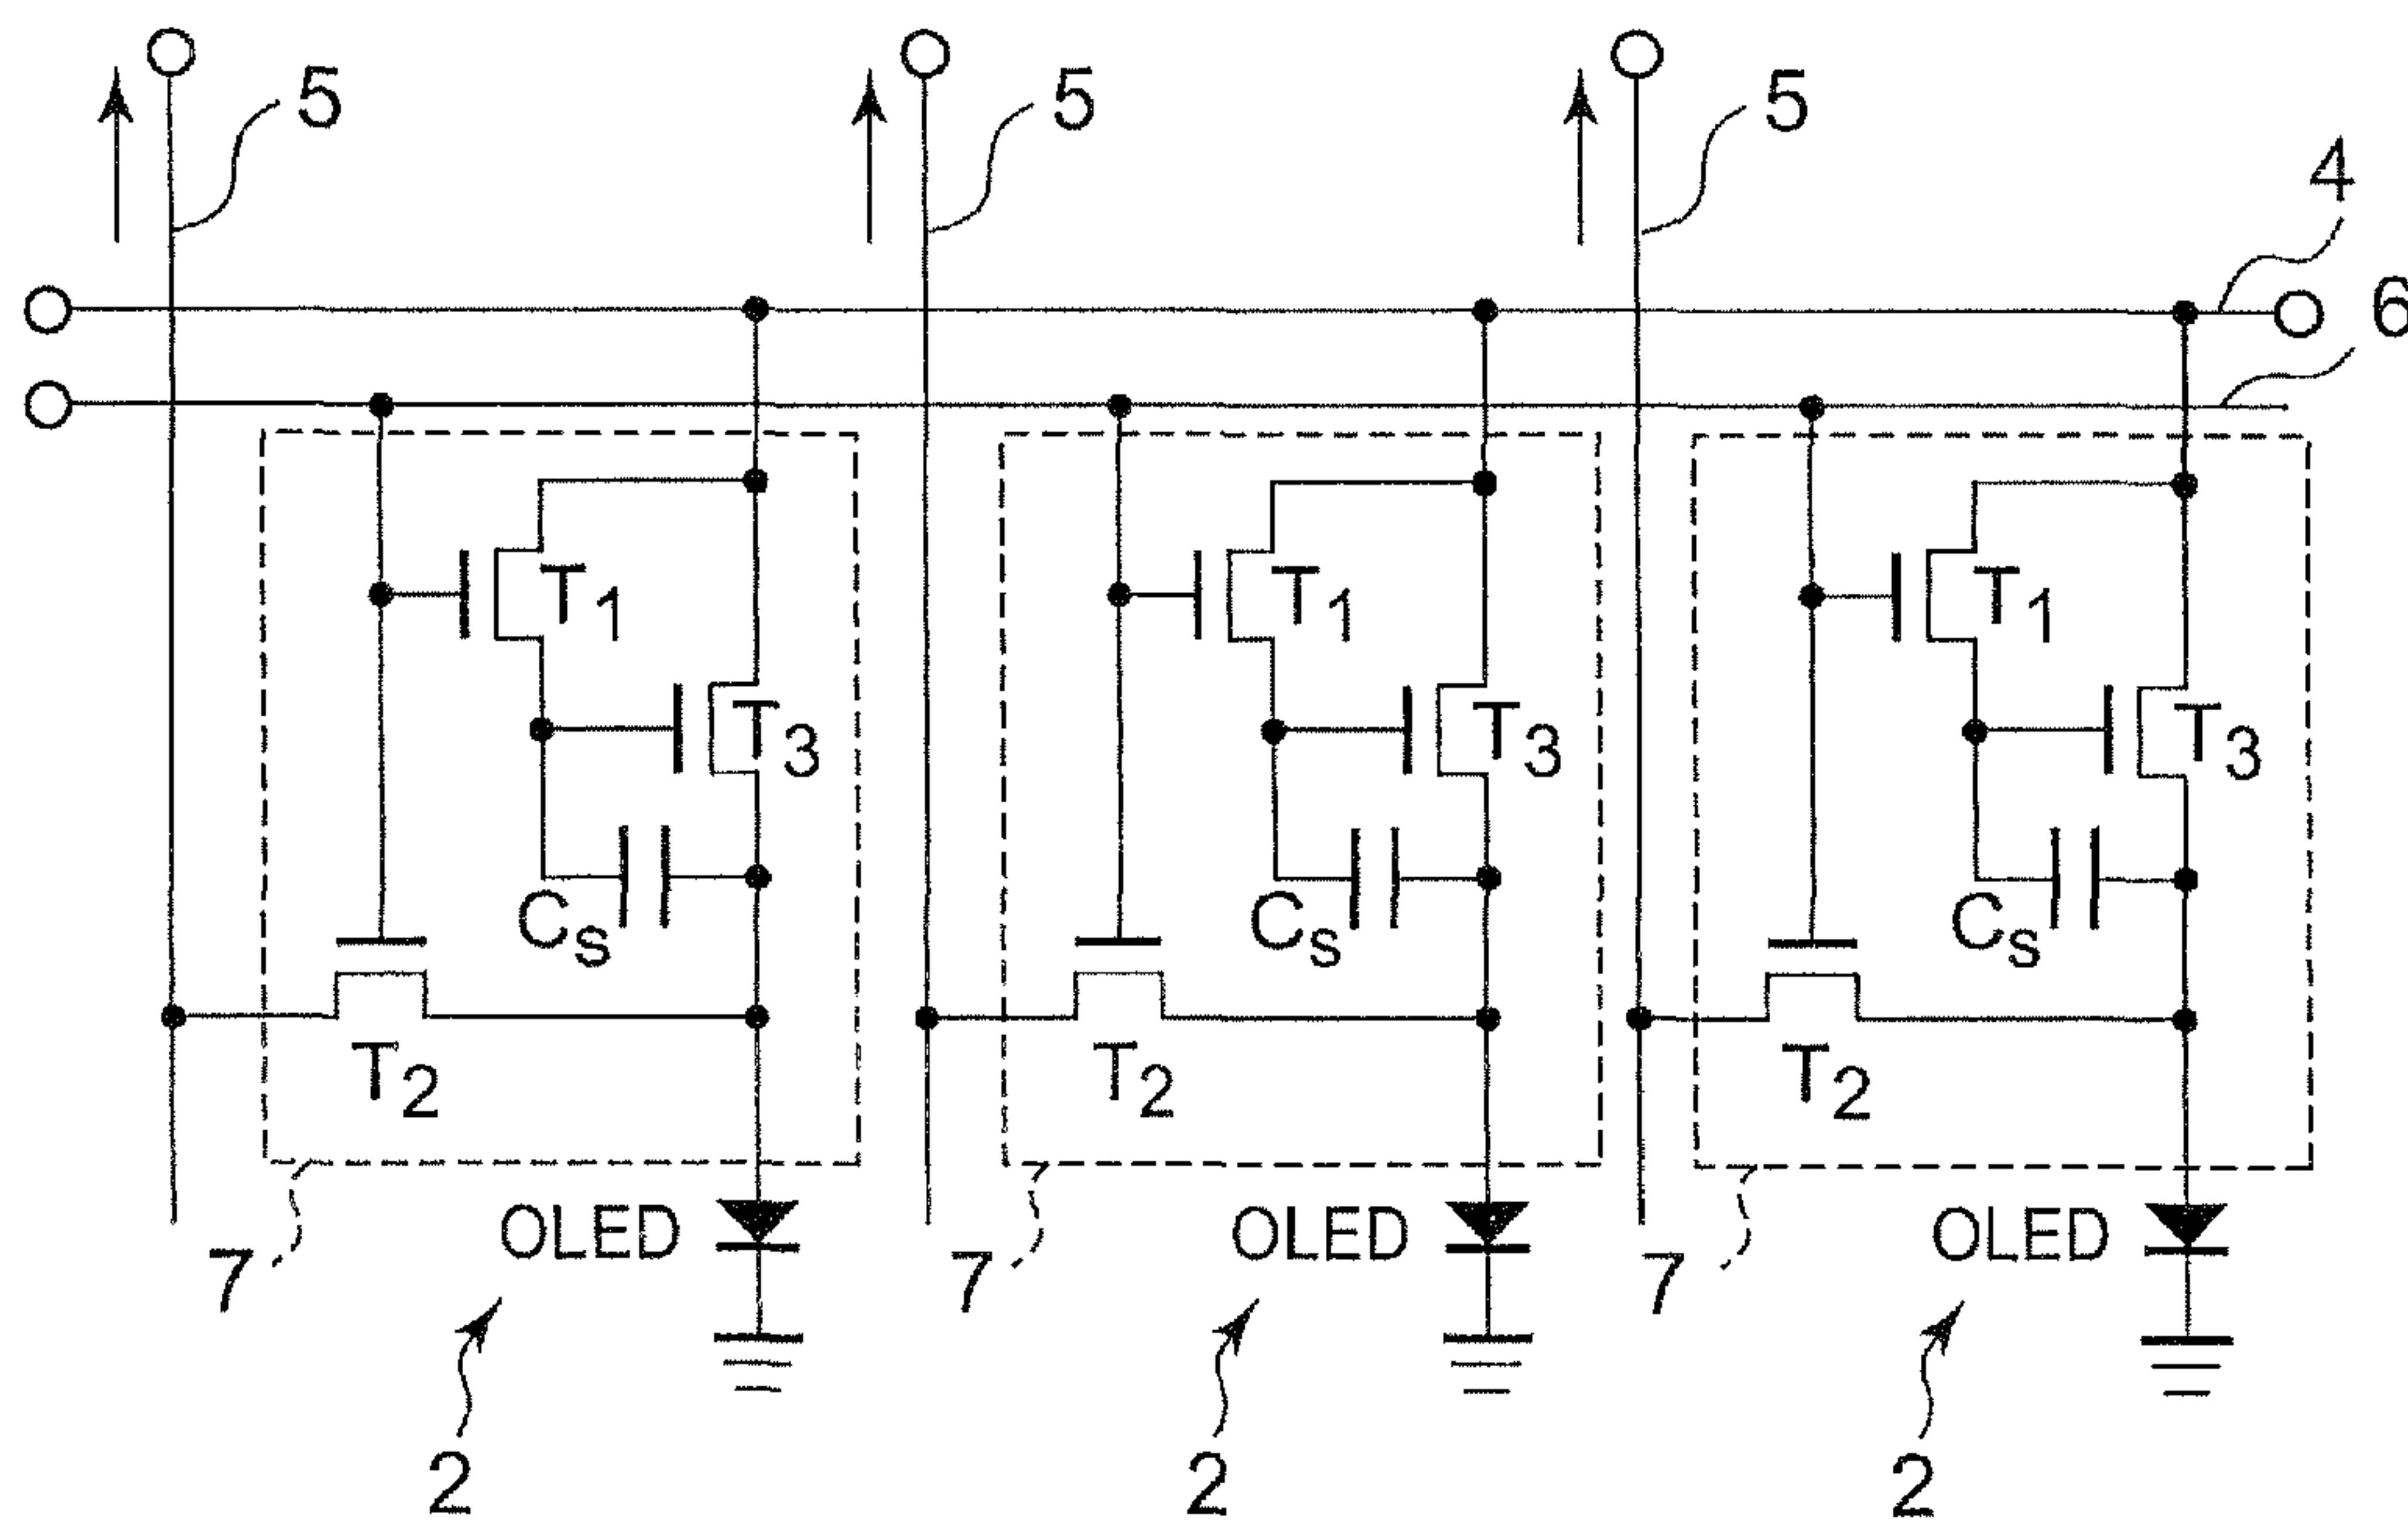 5 5 5
4
6
T1 T1 T1
T3 T3 T3
Cs Cs Cs
T2 T2 T2
OLED OLED OLED
7 7 7
2 2 2